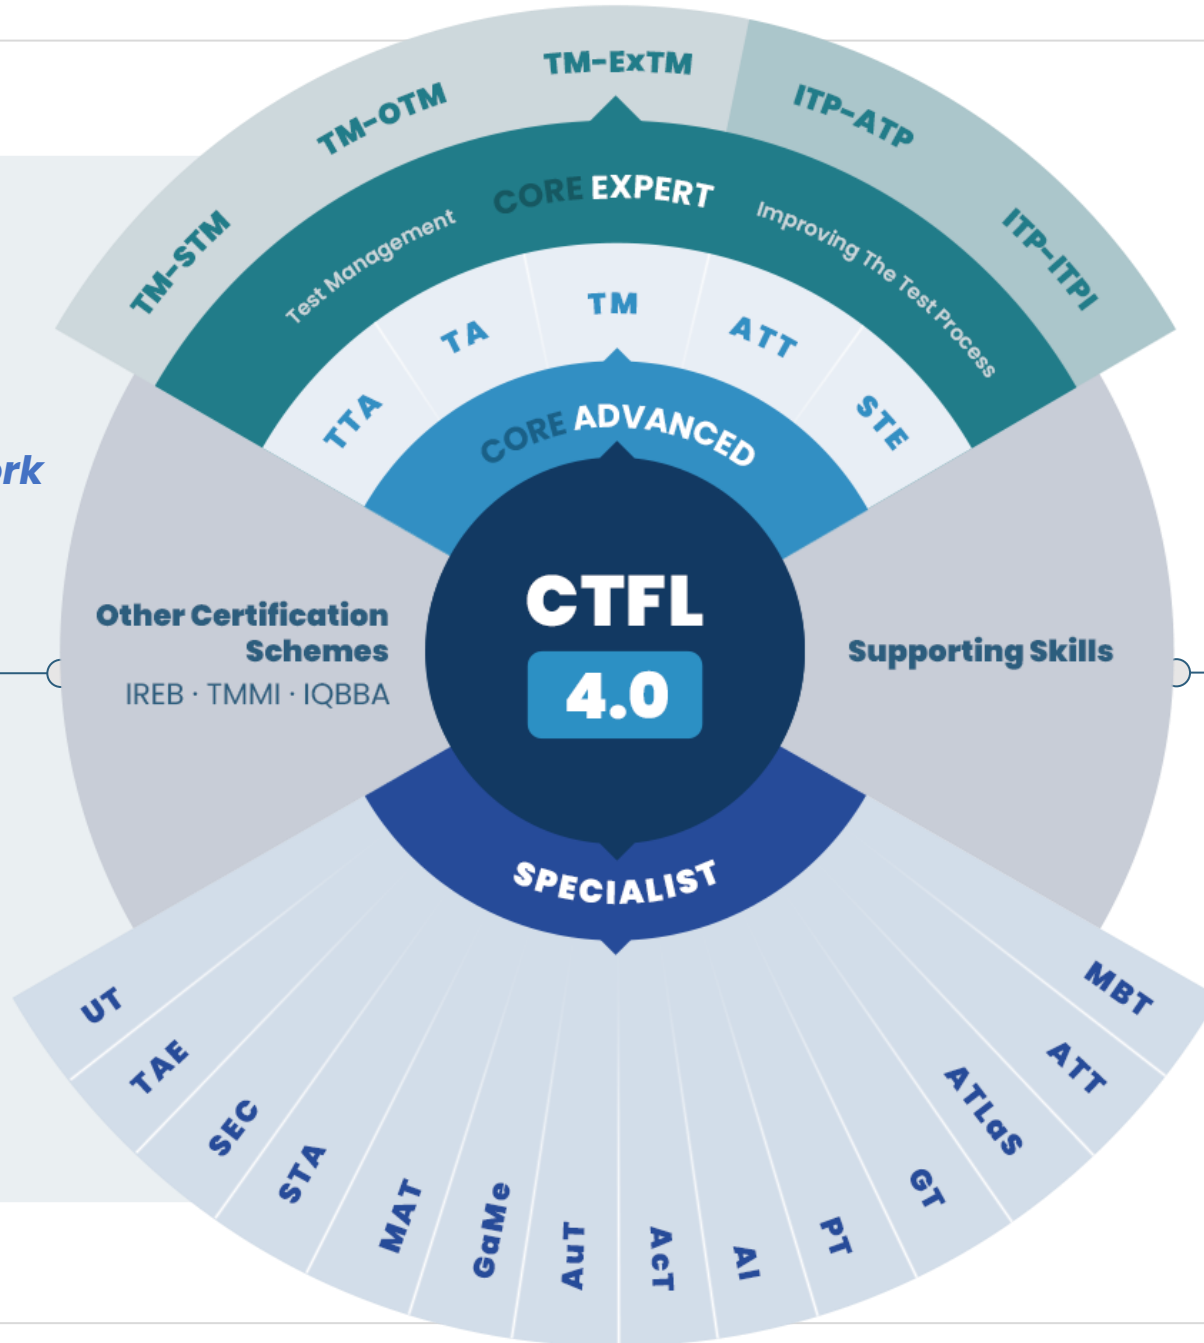 TM-ExTM
TM-OTM
ITP-ATP
TM-STM
ITP-ITPI
CORE EXPERT
Test Management
Improving The Test Process
TM
TA
ATT
TTA
STE
CORE ADVANCED
ork
CTFL
4.0
Other Certification
Schemes
IREB · TMMI · IQBBA
Supporting Skills
SPECIALIST
UT
TAE
SEC
STA
MAT
GaMe
AuT
AcT
AI
PT
GT
ATLaS
ATT
MBT